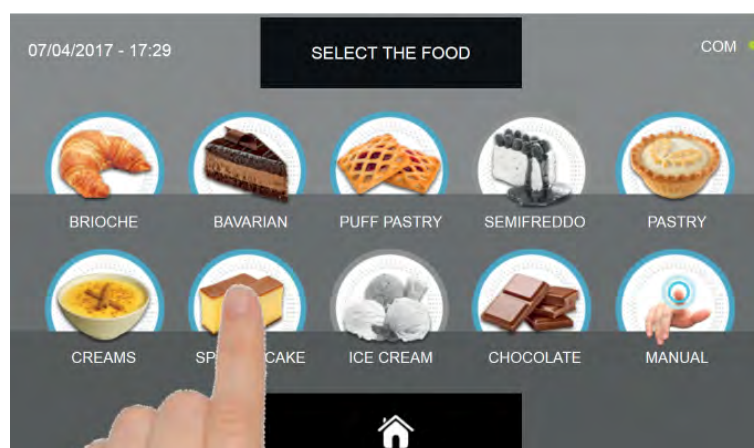 07/04/2017 - 17:29
SELECT THE FOOD
COM
BRIOCHE
BAVARIAN
PUFF PASTRY
SEMIFREDDO
PASTRY
CREAMS
CAKE
ICE CREAM
CHOCOLATE
MANUAL